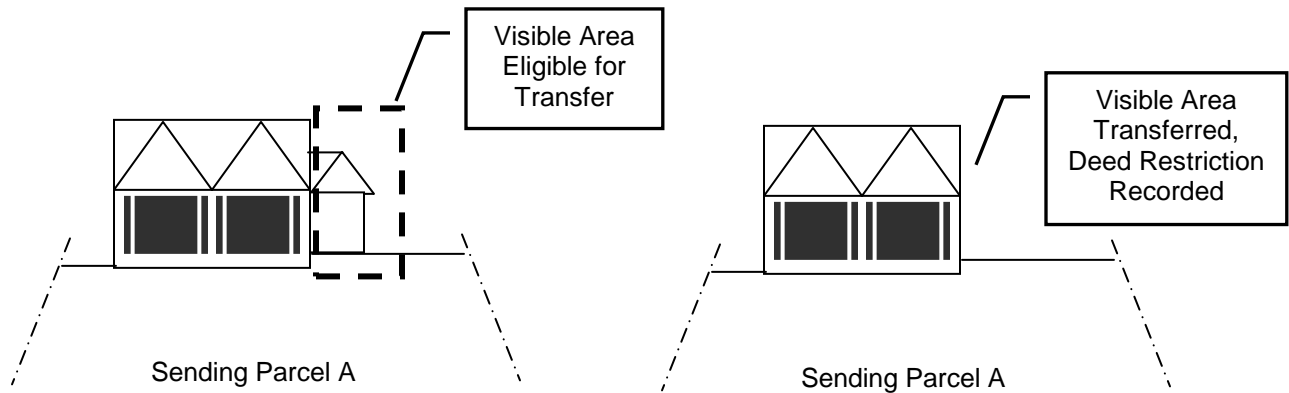 Visible Area
Eligible for
Transfer
Visible Area
Transferred,
Deed Restriction
Recorded
Sending Parcel A
Sending Parcel A